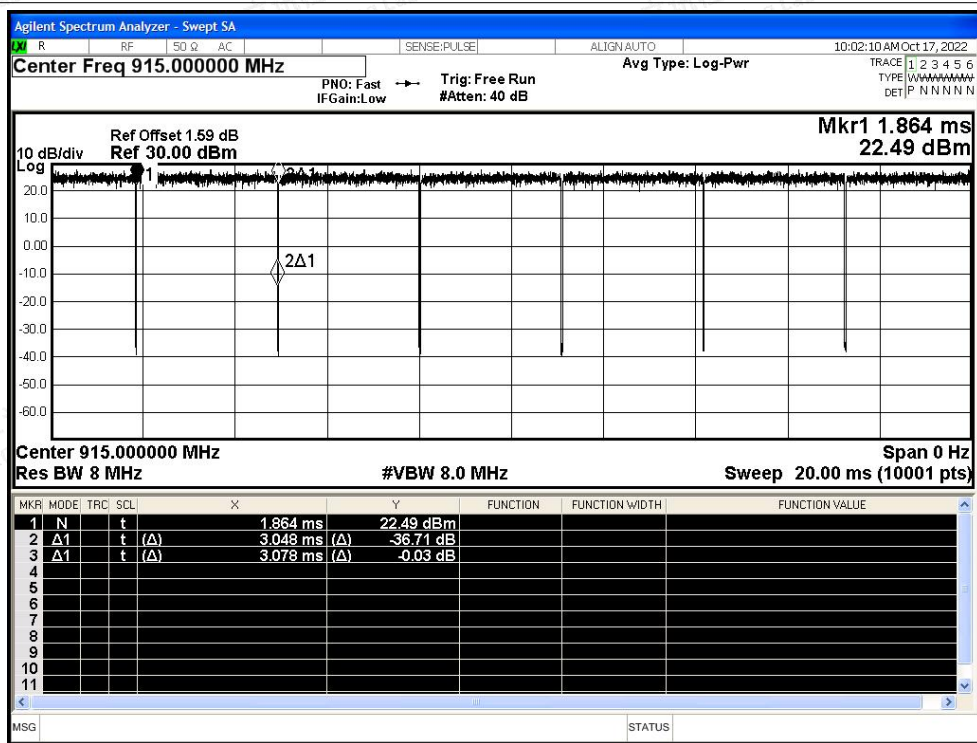 Agilent Spectrum Analyzer - Swept SA
LXI R RF 50 Ω AC SENSE:PULSE ALIGN AUTO 10:02:10 AM Oct 17, 2022
Center Freq 915.000000 MHz
PNO: Fast
IFGain:Low
Trig: Free Run
#Atten: 40 dB
Avg Type: Log-Pwr
TRACE 1 2 3 4 5 6
TYPE WWWWWW
DET P N N N N N
Ref Offset 1.59 dB
10 dB/div Ref 30.00 dBm
Log
Mkr1 1.864 ms
22.49 dBm
1
3Δ1
20.0
10.0
0.00
2Δ1
-10.0
-20.0
-30.0
-40.0
-50.0
-60.0
Center 915.000000 MHz Span 0 Hz
Res BW 8 MHz #VBW 8.0 MHz Sweep 20.00 ms (10001 pts)
MKR MODE TRC SCL X Y FUNCTION FUNCTION WIDTH FUNCTION VALUE
1 N t 1.864 ms 22.49 dBm
2 Δ1 t (Δ) 3.048 ms (Δ) -36.71 dB
3 Δ1 t (Δ) 3.078 ms (Δ) -0.03 dB
4
5
6
7
8
9
10
11
MSG STATUS